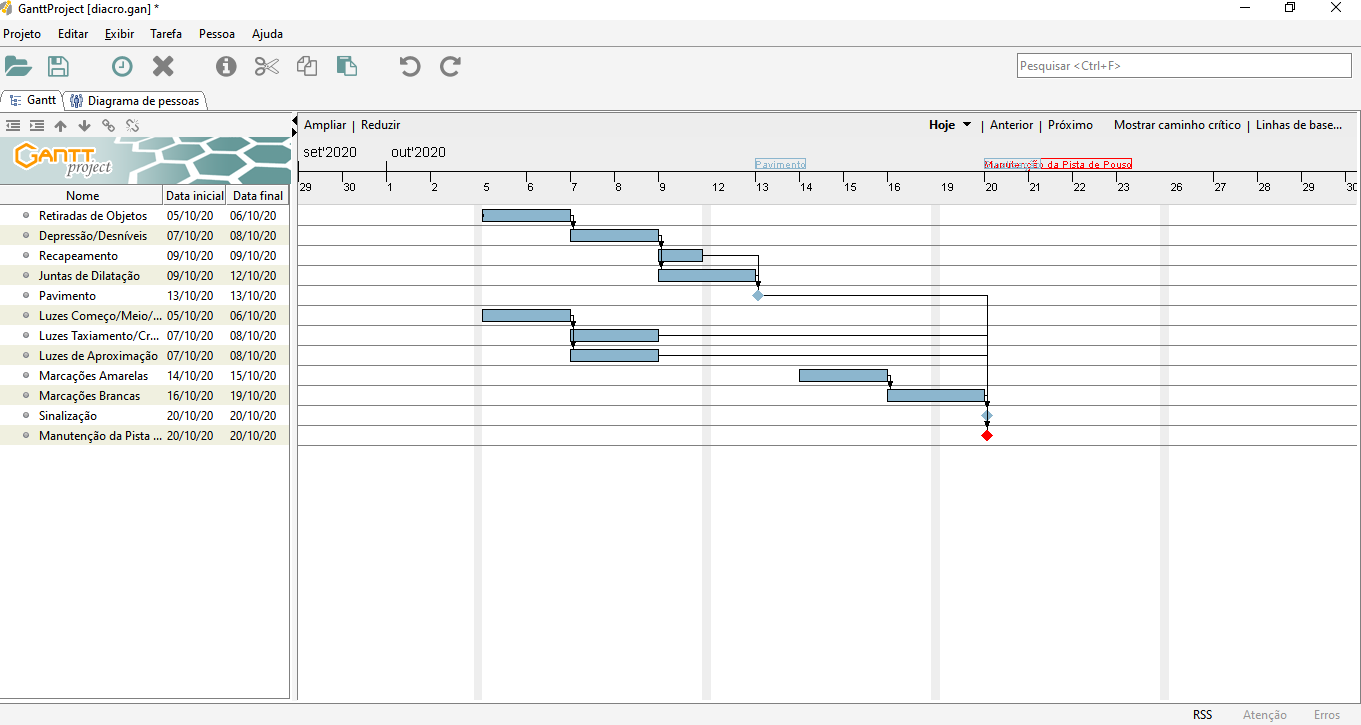 GanttProject [diacro.gan] *
Projeto Editar Exibir Tarefa Pessoa Ajuda
Pesquisar <Ctrl+F>
Gantt Diagrama de pessoas
Ampliar | Reduzir Hoje | Anterior | Próximo Mostrar caminho crítico | Linhas de base...
GANTT project
set'2020 out'2020
Pavimento Manutenção da Pista de Pouso
29 30 1 2 5 6 7 8 9 12 13 14 15 16 19 20 21 22 23 26 27 28 29 30
Nome Data inicial Data final
Retiradas de Objetos 05/10/20 06/10/20
Depressão/Desníveis 07/10/20 08/10/20
Recapeamento 09/10/20 09/10/20
Juntas de Dilatação 09/10/20 12/10/20
Pavimento 13/10/20 13/10/20
Luzes Começo/Meio/... 05/10/20 06/10/20
Luzes Taxiamento/Cr... 07/10/20 08/10/20
Luzes de Aproximação 07/10/20 08/10/20
Marcações Amarelas 14/10/20 15/10/20
Marcações Brancas 16/10/20 19/10/20
Sinalização 20/10/20 20/10/20
Manutenção da Pista ... 20/10/20 20/10/20
RSS Atenção Erros